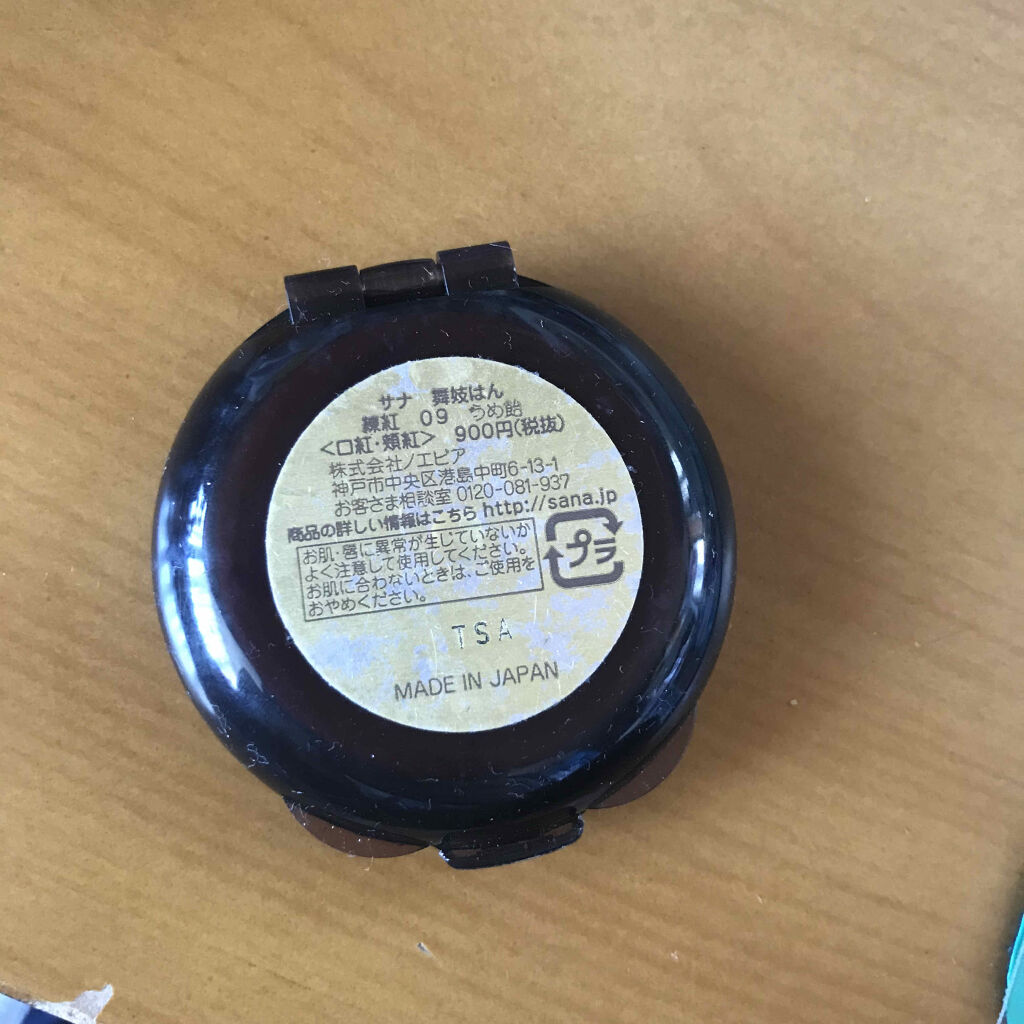 サナ 舞妓はん
練紅 09 うめ飴
<口紅・頬紅> 900円(税抜)
株式会社ノエビア
神戸市中央区港島中町6-13-1
お客さま相談室 0120-081-937
商品の詳しい情報はこちら http://sana.jp
お肌・唇に異常が生じていないか
よく注意して使用してください。
お肌に合わないときは、ご使用を
おやめください。
プラ
TSA
MADE IN JAPAN